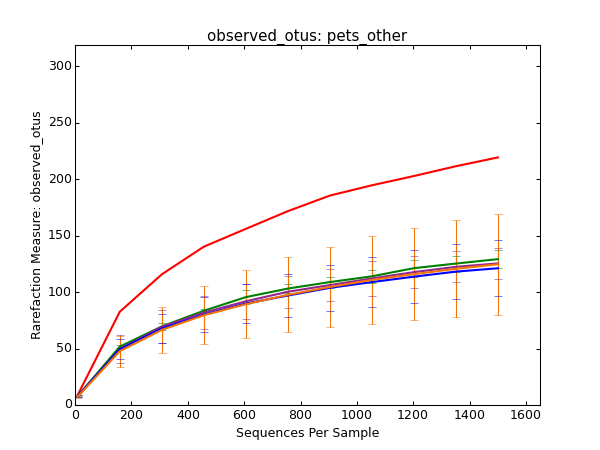 observed_otus: pets_other
300
250
200
150
100
50
0
0 200 400 600 800 1000 1200 1400 1600
Rarefaction Measure: observed_otus
Sequences Per Sample